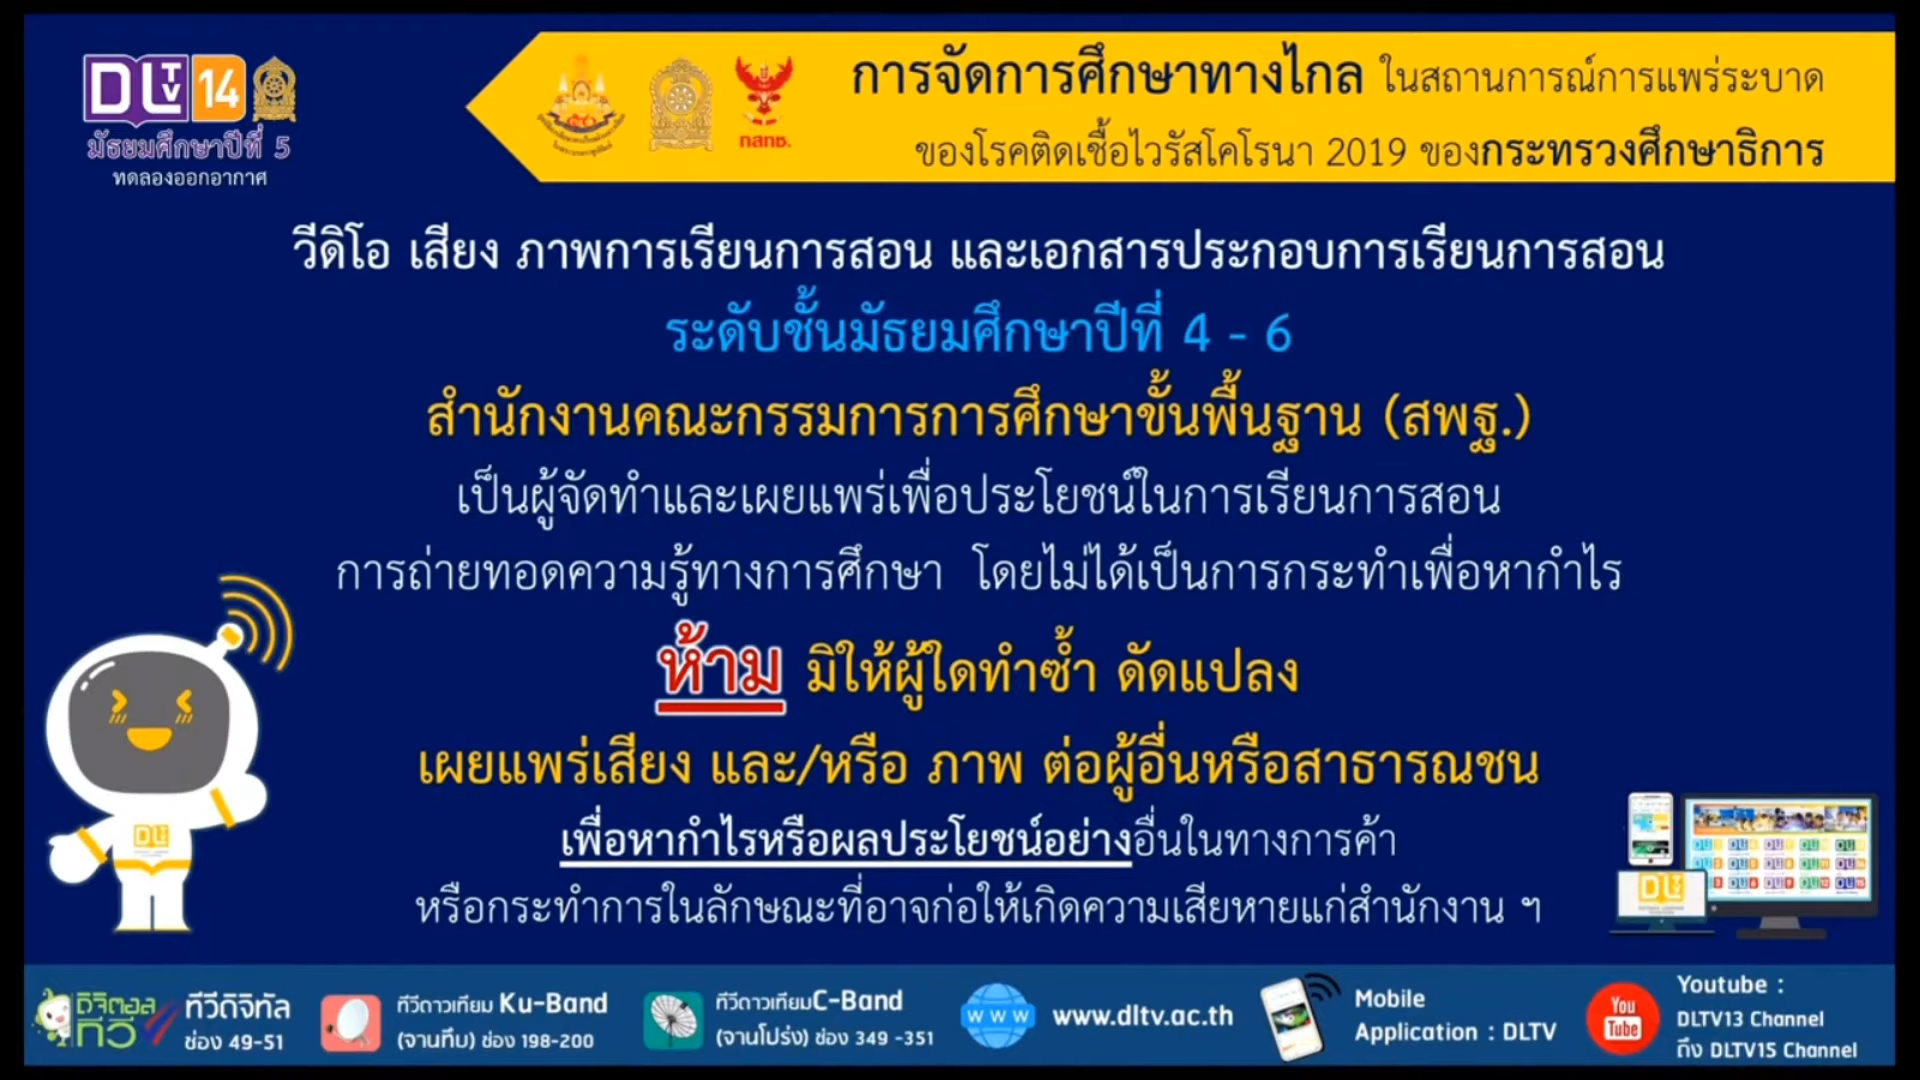 DLTV 14
มัธยมศึกษาปีที่ 5
ทดลองออกอากาศ
กสทช.
การจัดการศึกษาทางไกล ในสถานการณ์การแพร่ระบาด
ของโรคติดเชื้อไวรัสโคโรนา 2019 ของกระทรวงศึกษาธิการ
วีดิโอ เสียง ภาพการเรียนการสอน และเอกสารประกอบการเรียนการสอน
ระดับชั้นมัธยมศึกษาปีที่ 4 - 6
สำนักงานคณะกรรมการการศึกษาขั้นพื้นฐาน (สพฐ.)
เป็นผู้จัดทำและเผยแพร่เพื่อประโยชน์ในการเรียนการสอน
การถ่ายทอดความรู้ทางการศึกษา โดยไม่ได้เป็นการกระทำเพื่อหากำไร
ห้าม มิให้ผู้ใดทำซ้ำ ดัดแปลง
เผยแพร่เสียง และ/หรือ ภาพ ต่อผู้อื่นหรือสาธารณชน
เพื่อหากำไรหรือผลประโยชน์อย่างอื่นในทางการค้า
หรือกระทำการในลักษณะที่อาจก่อให้เกิดความเสียหายแก่สำนักงาน ฯ
DLTV
DLTV
ดิจิตอล
ทีวี
ทีวีดิจิทัล
ช่อง 49-51
ทีวีดาวเทียม Ku-Band
(จานทึบ) ช่อง 198-200
ทีวีดาวเทียมC-Band
(จานโปร่ง) ช่อง 349 -351
WWW
www.dltv.ac.th
Mobile
Application : DLTV
You
Tube
Youtube :
DLTV13 Channel
ถึง DLTV15 Channel